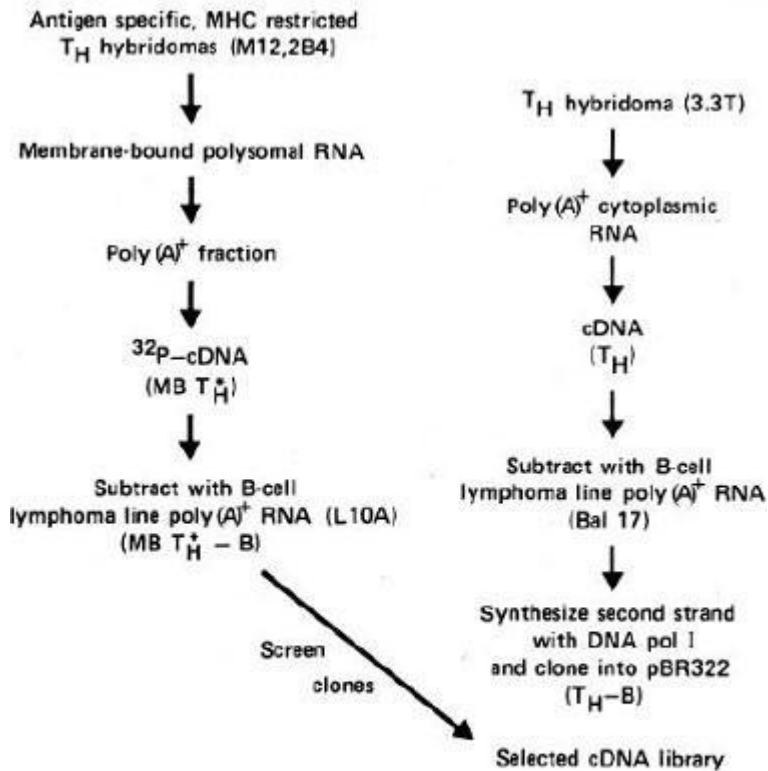 Antigen specific, MHC restricted
TH hybridomas (M12,2B4)
Membrane-bound polysomal RNA
Poly(A)+ fraction
32P–cDNA
(MB TH*)
Subtract with B-cell
lymphoma line poly(A)+ RNA (L10A)
(MB TH* – B)
Screen
clones
TH hybridoma (3.3T)
Poly(A)+ cytoplasmic
RNA
cDNA
(TH)
Subtract with B-cell
lymphoma line poly(A)+ RNA
(Bal 17)
Synthesize second strand
with DNA pol I
and clone into pBR322
(TH–B)
Selected cDNA library